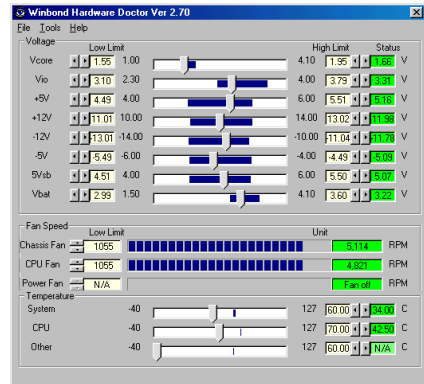 Winbond Hardware Doctor Ver 2.70
File Tools Help
Voltage
Low Limit High Limit Status
Vcore 1.55 1.00 4.10 1.95 1.66 V
Vio 3.10 2.30 4.00 3.79 3.31 V
+5V 4.49 4.00 6.00 5.51 5.16 V
+12V 11.01 10.00 14.00 13.02 11.98 V
-12V -13.01 -14.00 -10.00 -11.04 -11.76 V
-5V -5.49 -6.00 -4.00 -4.49 -5.09 V
5Vsb 4.51 4.00 6.00 5.50 5.07 V
Vbat 2.99 1.50 4.10 3.60 3.22 V
Fan Speed
Low Limit Unit
Chassis Fan 1055 5,114 RPM
CPU Fan 1055 4,821 RPM
Power Fan N/A Fan off RPM
Temperature
System -40 127 60.00 34.00 C
CPU -40 127 70.00 42.50 C
Other -40 127 60.00 N/A C